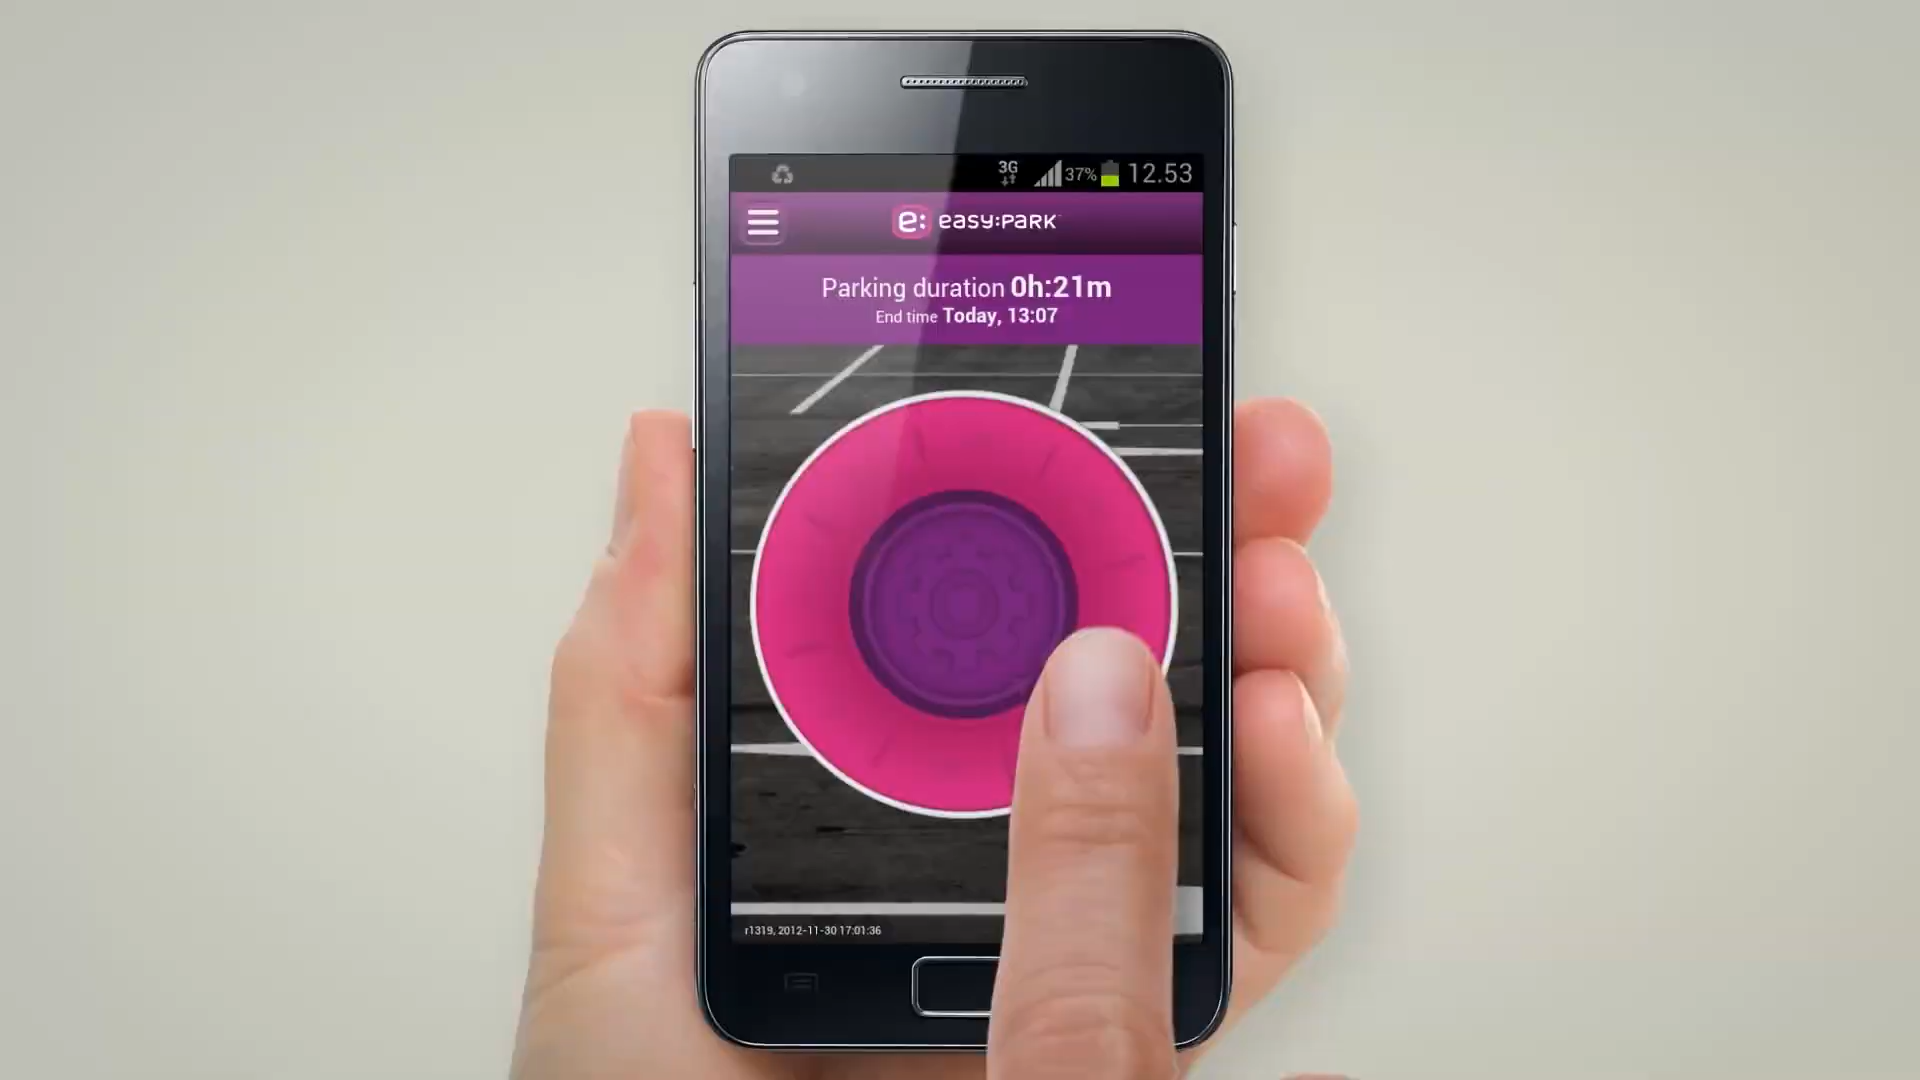 3G 37% 12.53
e: easy:park
Parking duration 0h:21m
End time Today, 13:07
r1319, 2012-11-30 17:01:36